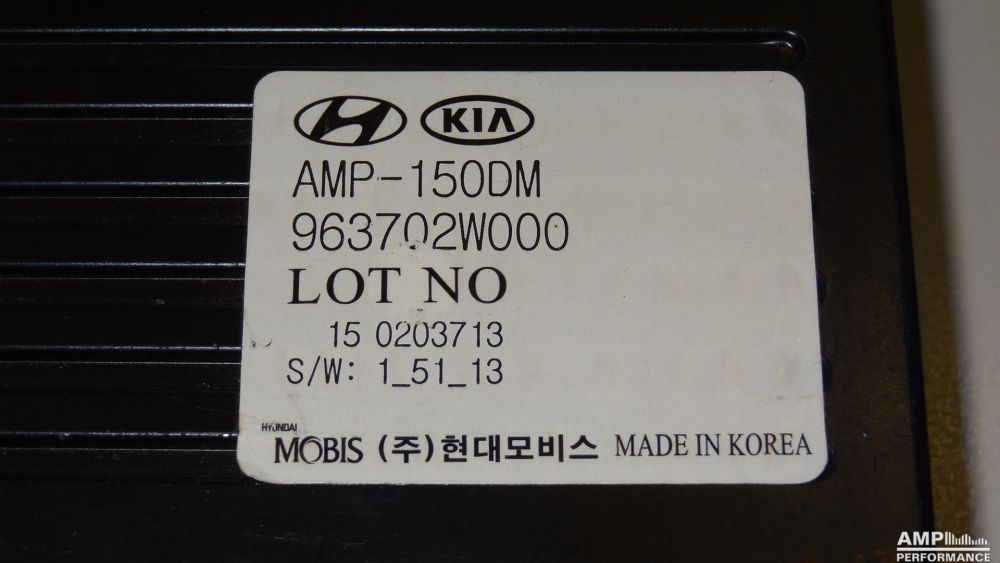 KIA
AMP-150DM
963702W000
LOT NO
15 0203713
S/W: 1_51_13
HYUNDAI
MOBIS (주)현대모비스 MADE IN KOREA
AMP
PERFORMANCE